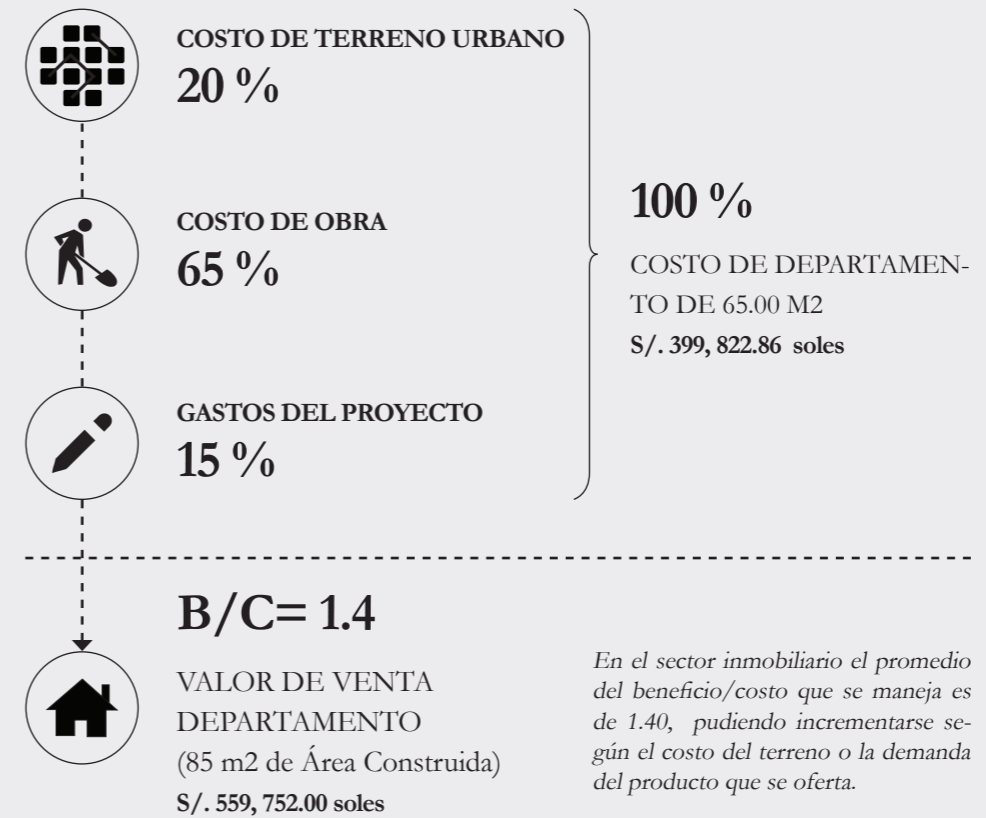 COSTO DE TERRENO URBANO
20 %
COSTO DE OBRA
65 %
GASTOS DEL PROYECTO
15 %
100 %
COSTO DE DEPARTAMEN-
TO DE 65.00 M2
S/. 399, 822.86 soles
B/C= 1.4
VALOR DE VENTA
DEPARTAMENTO
(85 m2 de Área Construida)
S/. 559, 752.00 soles
En el sector inmobiliario el promedio
del beneficio/costo que se maneja es
de 1.40, pudiendo incrementarse se-
gún el costo del terreno o la demanda
del producto que se oferta.